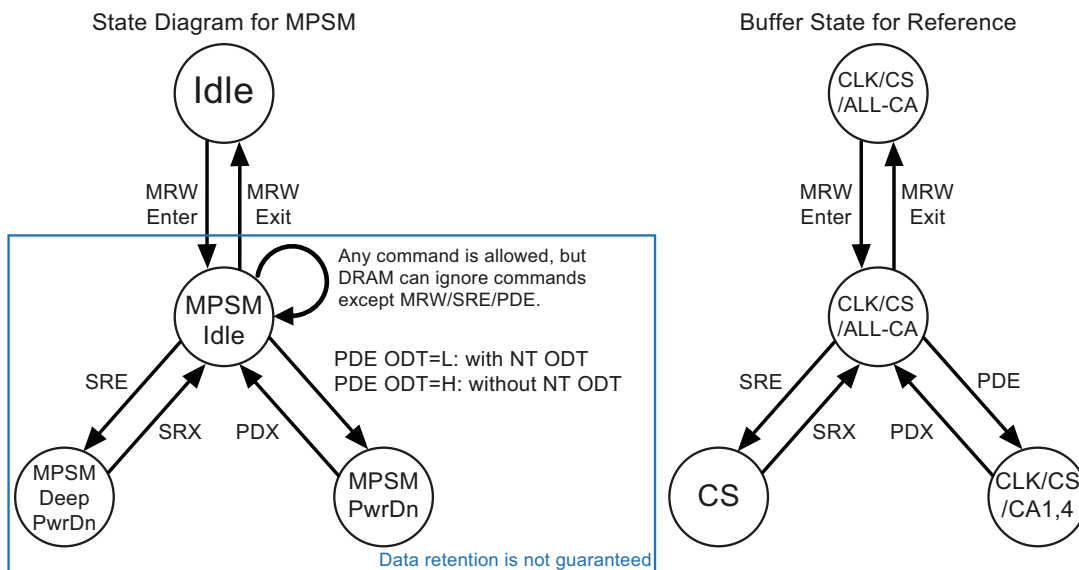 State Diagram for MPSM
Idle
MRW
Enter
MRW
Exit
Any command is allowed, but
DRAM can ignore commands
except MRW/SRE/PDE.
MPSM
Idle
PDE ODT=L: with NT ODT
PDE ODT=H: without NT ODT
SRE
SRX
PDX
MPSM
Deep
PwrDn
MPSM
PwrDn
Data retention is not guaranteed
Buffer State for Reference
CLK/CS
/ALL-CA
MRW
Enter
MRW
Exit
CLK/CS
/ALL-CA
SRE
PDE
SRX
PDX
CS
CLK/CS
/CA1,4